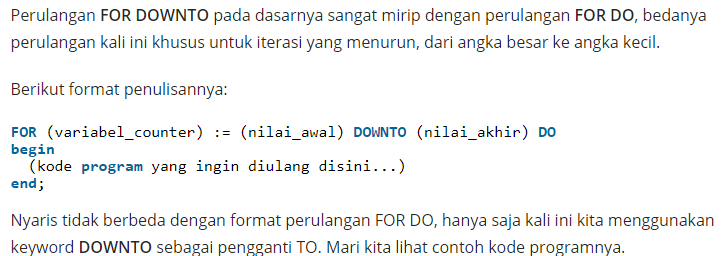 Perulangan FOR DOWNTO pada dasarnya sangat mirip dengan perulangan FOR DO, bedanya
perulangan kali ini khusus untuk iterasi yang menurun, dari angka besar ke angka kecil.
Berikut format penulisannya:
FOR (variabel_counter) := (nilai_awal) DOWNTO (nilai_akhir) DO
begin
  (kode program yang ingin diulang disini...)
end;
Nyaris tidak berbeda dengan format perulangan FOR DO, hanya saja kali ini kita menggunakan
keyword DOWNTO sebagai pengganti TO. Mari kita lihat contoh kode programnya.